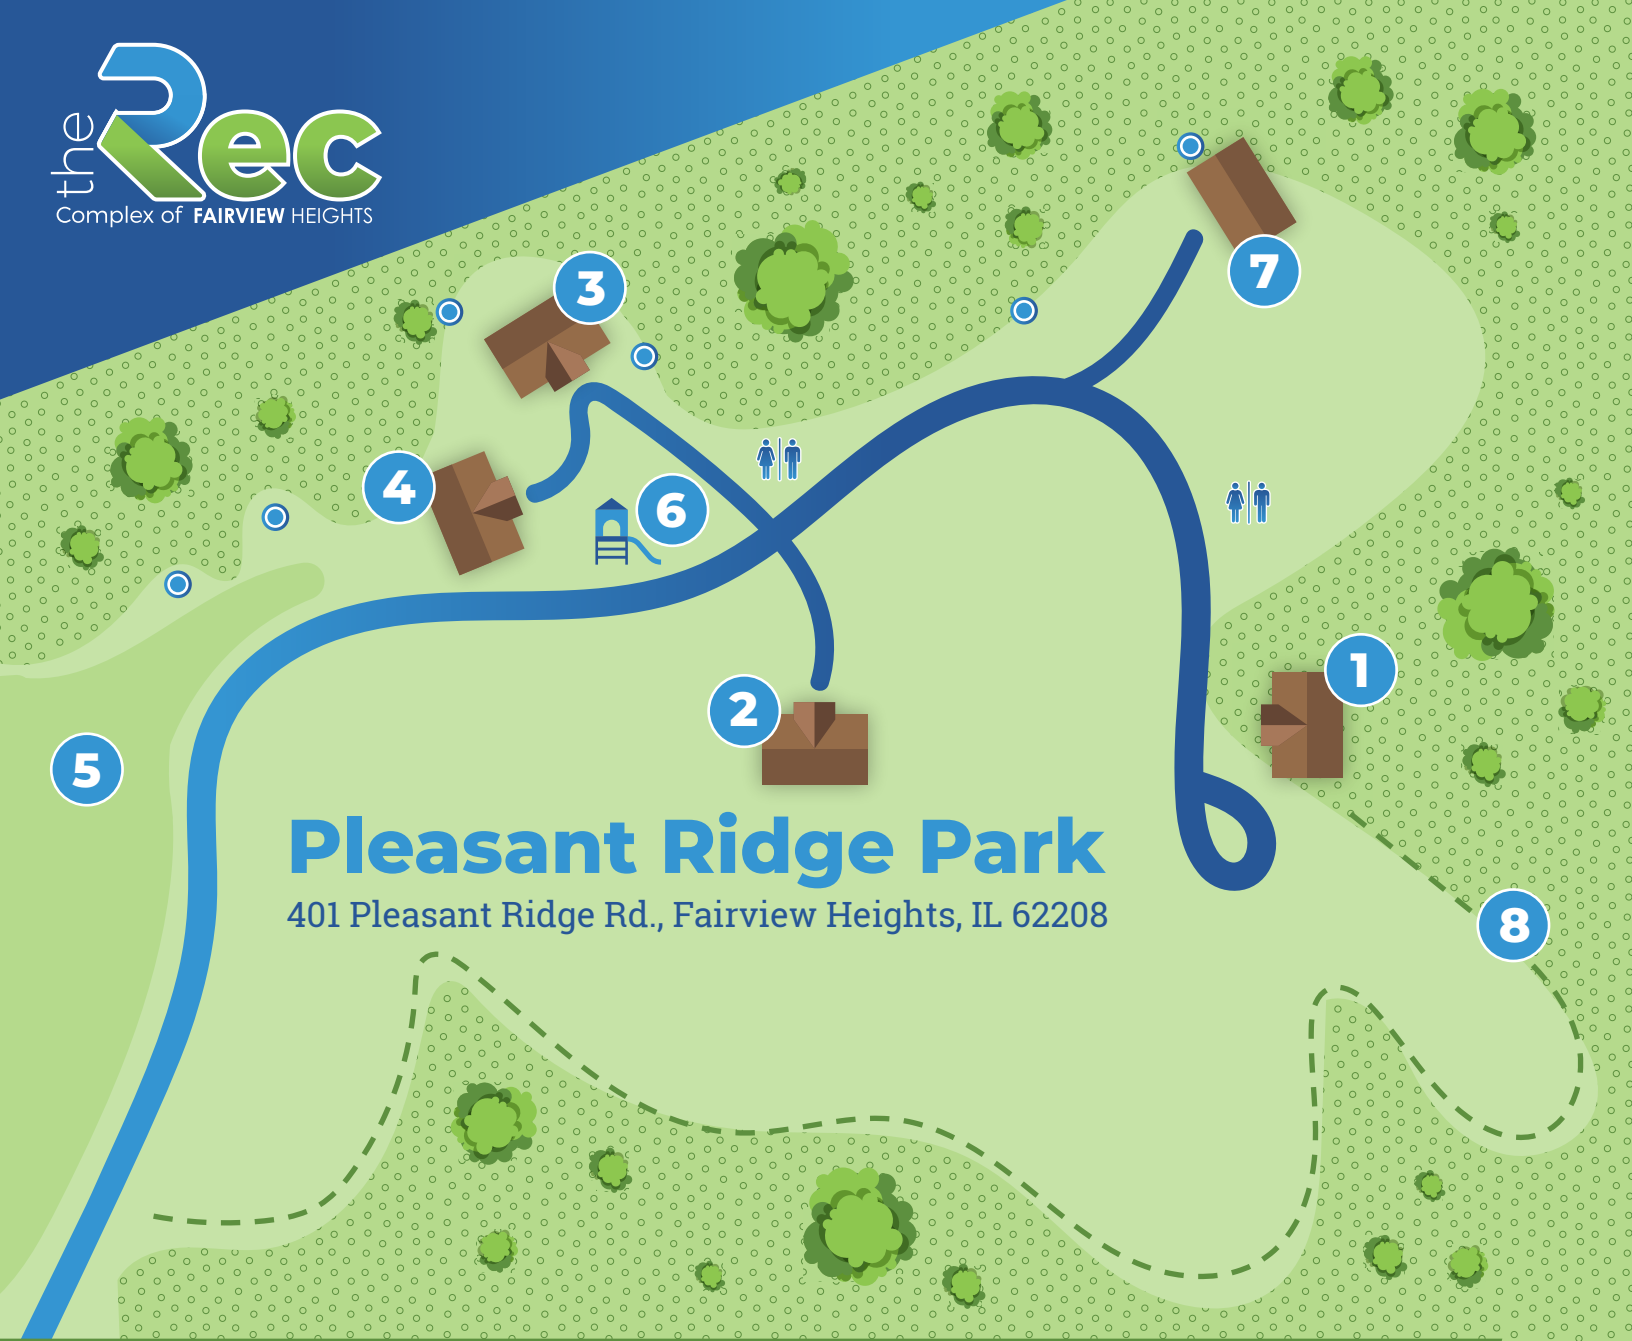 the Rec
Complex of FAIRVIEW HEIGHTS
3
7
4
6
1
2
5
Pleasant Ridge Park
401 Pleasant Ridge Rd., Fairview Heights, IL 62208
8